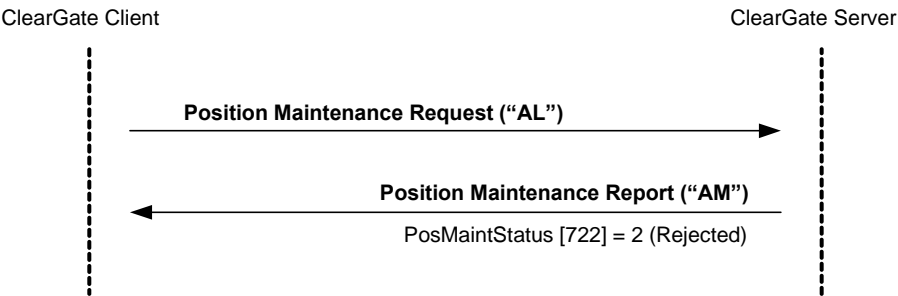 ClearGate Client
ClearGate Server
Position Maintenance Request (“AL”)
Position Maintenance Report (“AM”)
PosMaintStatus [722] = 2 (Rejected)